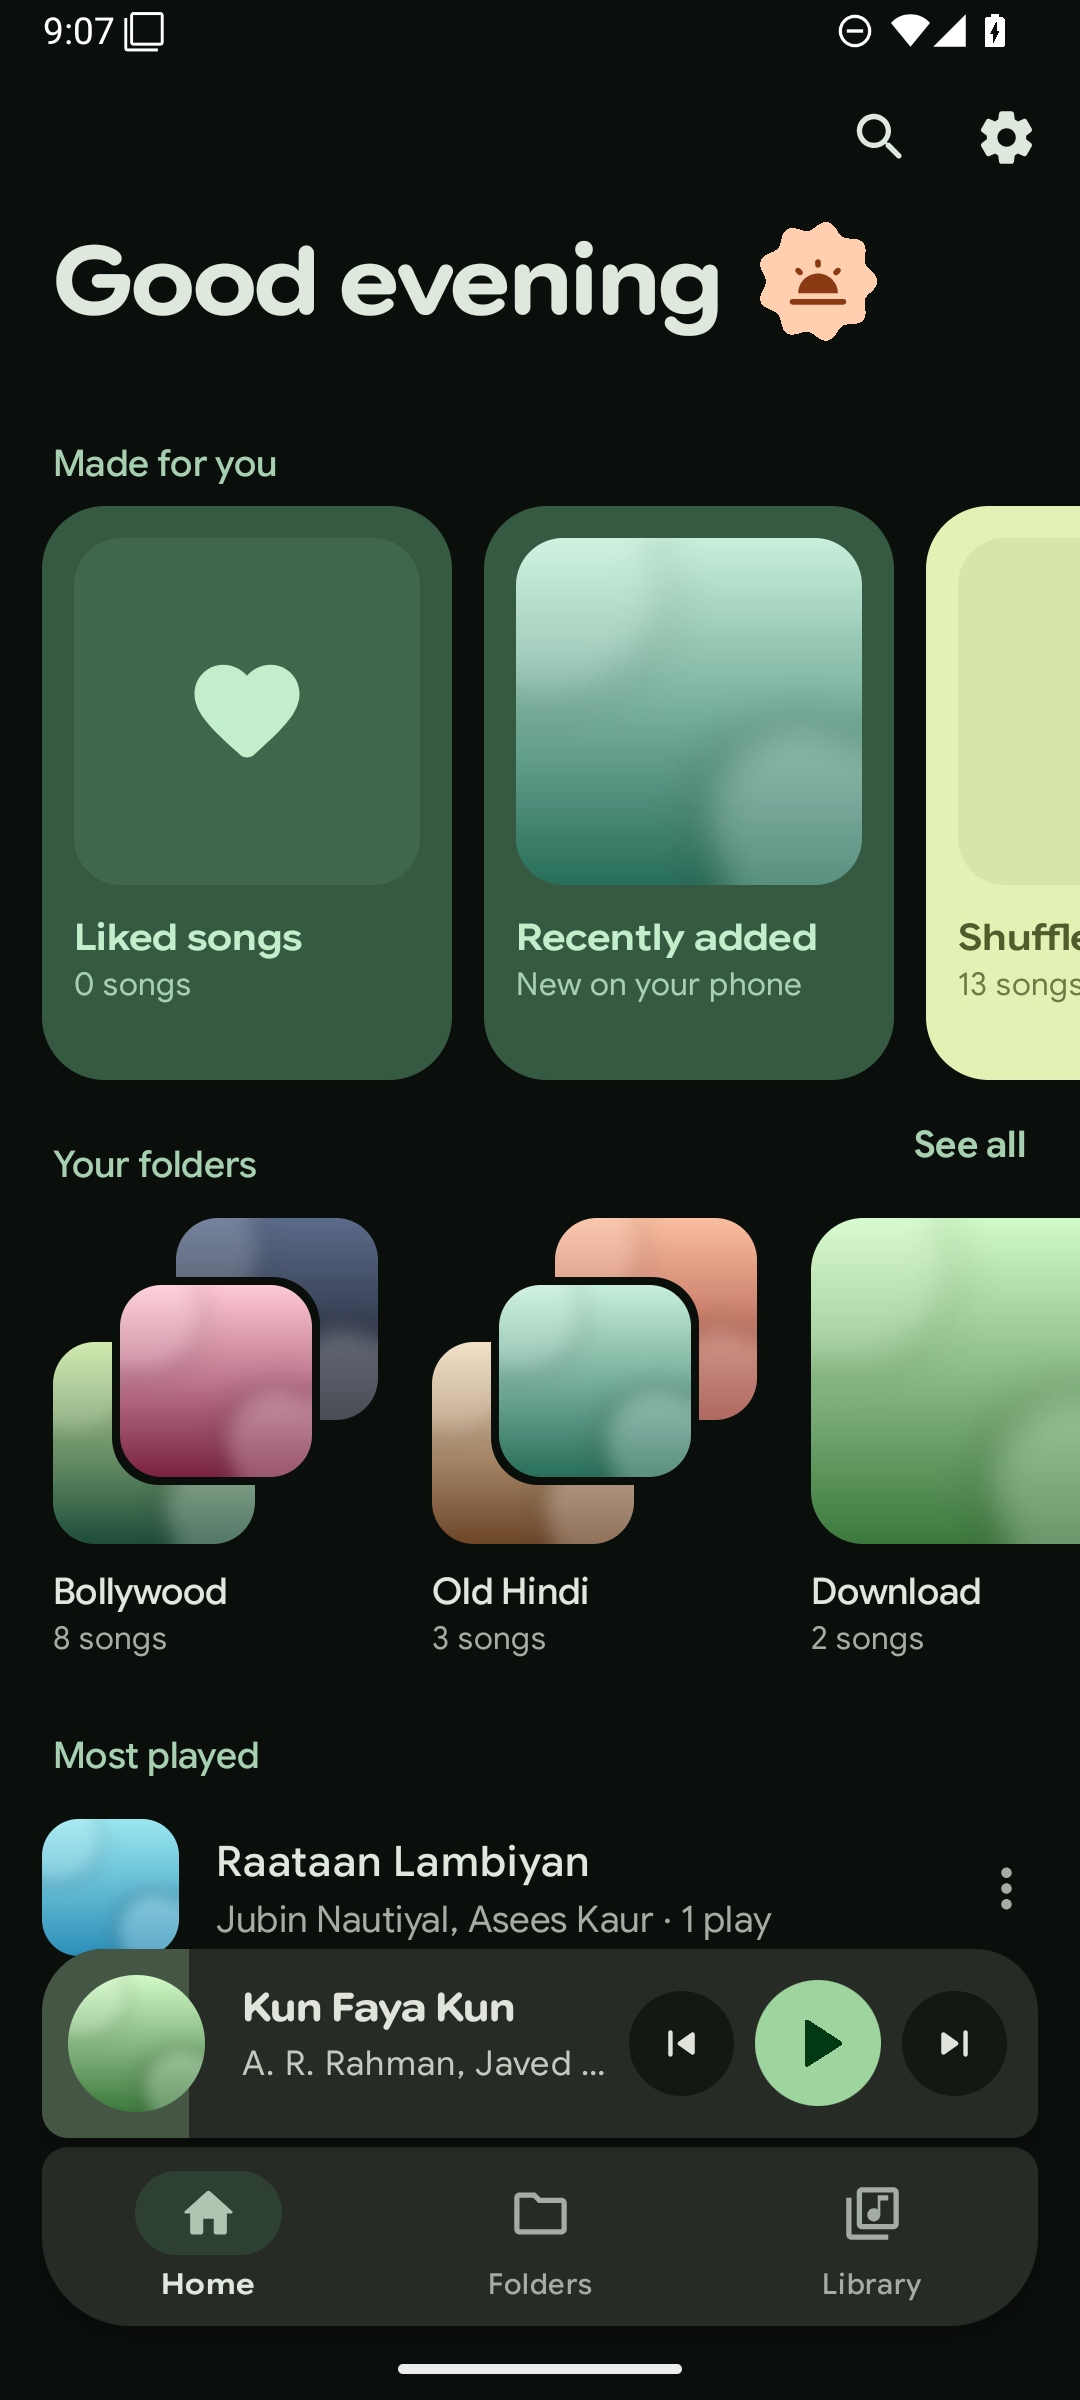 9:07
Good evening
Made for you
Liked songs
0 songs
Recently added
New on your phone
Shuffle
13 songs
Your folders
See all
Bollywood
8 songs
Old Hindi
3 songs
Download
2 songs
Most played
Raataan Lambiyan
Jubin Nautiyal, Asees Kaur · 1 play
Kun Faya Kun
A. R. Rahman, Javed ...
Home
Folders
Library